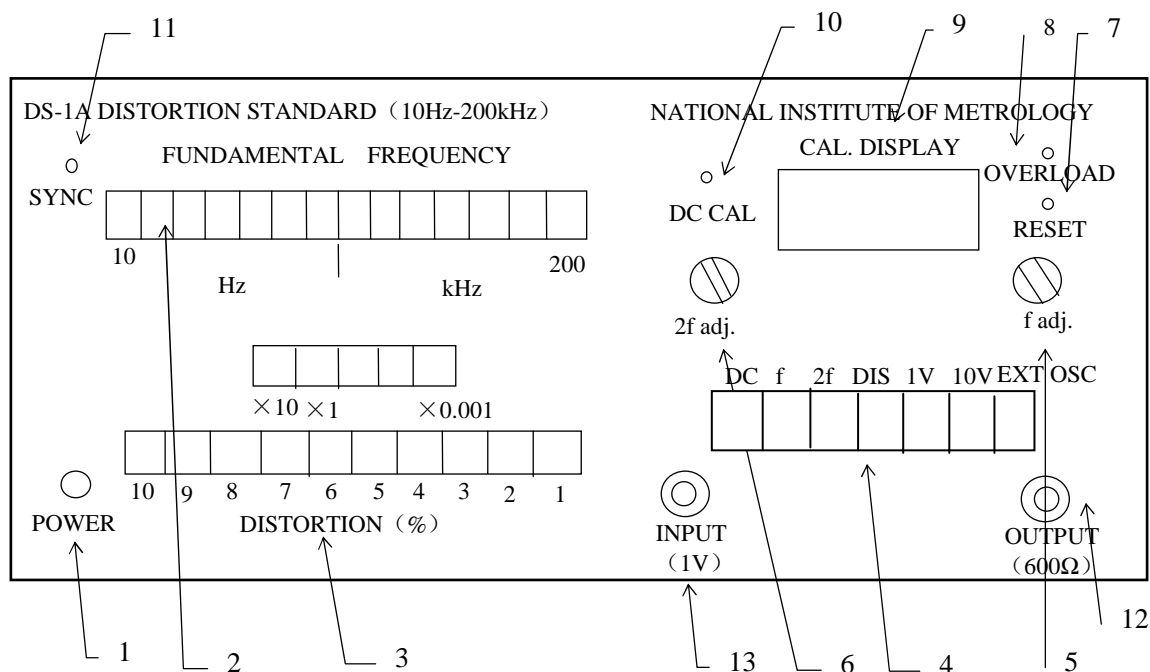 11 10 9 8 7
DS-1A DISTORTION STANDARD（10Hz-200kHz） NATIONAL INSTITUTE OF METROLOGY
FUNDAMENTAL FREQUENCY CAL. DISPLAY
OVERLOAD
SYNC DC CAL RESET
10 200
Hz kHz
2f adj. f adj.
DC f 2f DIS 1V 10V EXT OSC
×10 ×1 ×0.001
10 9 8 7 6 5 4 3 2 1
POWER DISTORTION（%） INPUT OUTPUT
（1V） （600Ω）
12
1 2 3 13 6 4 5